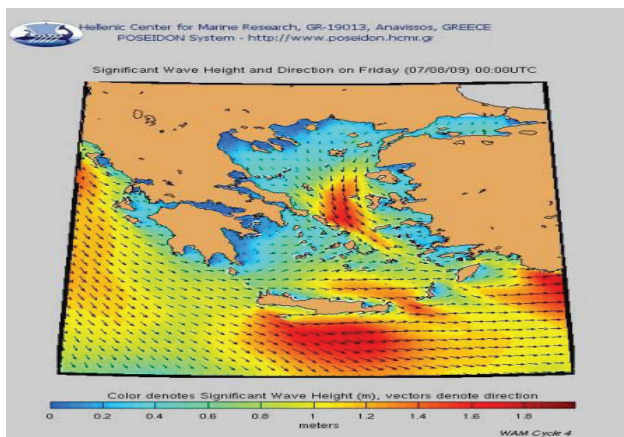 Hellenic Center for Marine Research, GR-19013, Anavissos, GREECE
POSEIDON System - http://www.poseidon.hcmr.gr
Significant Wave Height and Direction on Friday (07/08/09) 00:00UTC
Color denotes Significant Wave Height (m), vectors denote direction
0 0.2 0.4 0.6 0.8 1 1.2 1.4 1.6 1.8
meters
WAM Cycle 4